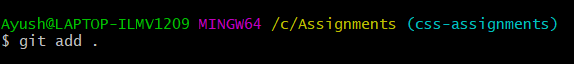 Ayush@LAPTOP-ILMV1209 MINGW64 /c/Assignments (css-assignments)
$ git add .